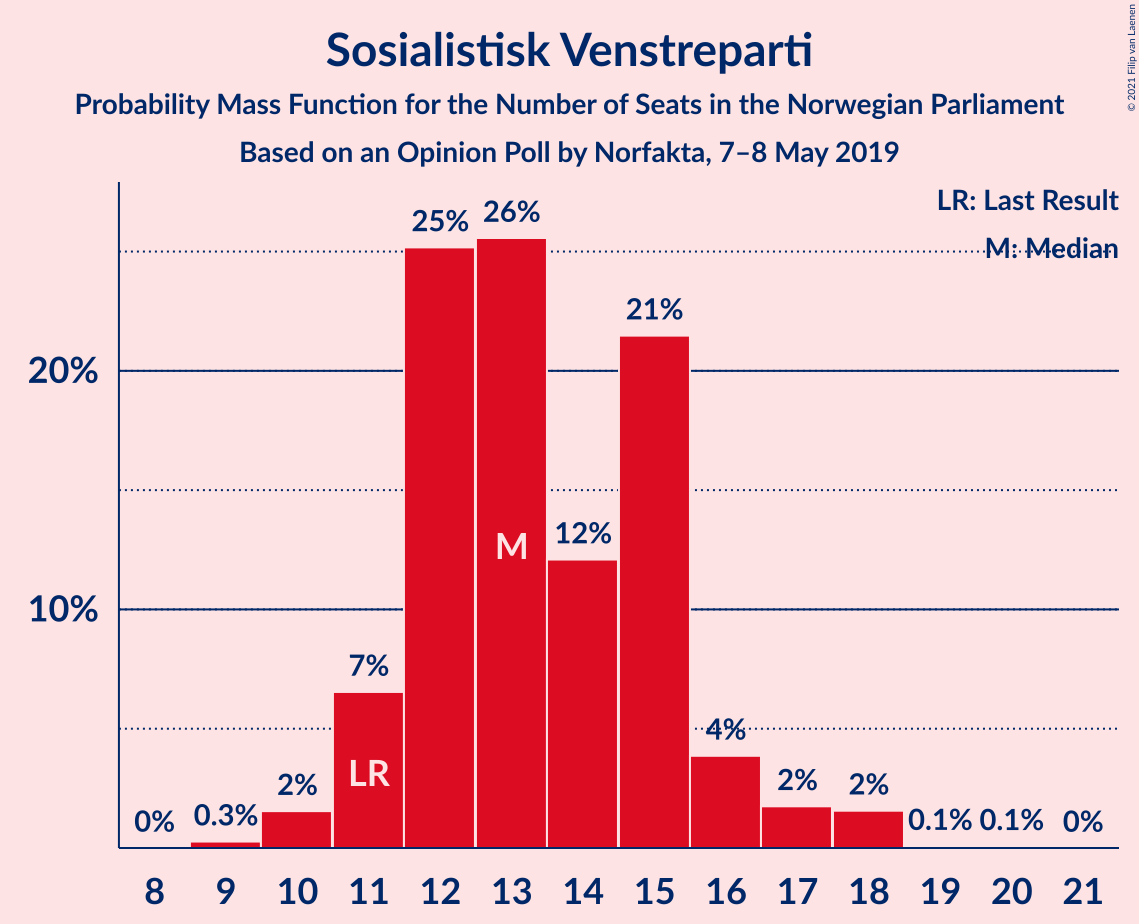 Sosialistisk Venstreparti
Probability Mass Function for the Number of Seats in the Norwegian Parliament
Based on an Opinion Poll by Norfakta, 7–8 May 2019
© 2021 Filip van Laenen
LR: Last Result
M: Median
20%
10%
0%
0.3%
2%
7%
25%
26%
12%
21%
4%
2%
2%
0.1%
0.1%
0%
LR
M
8 9 10 11 12 13 14 15 16 17 18 19 20 21